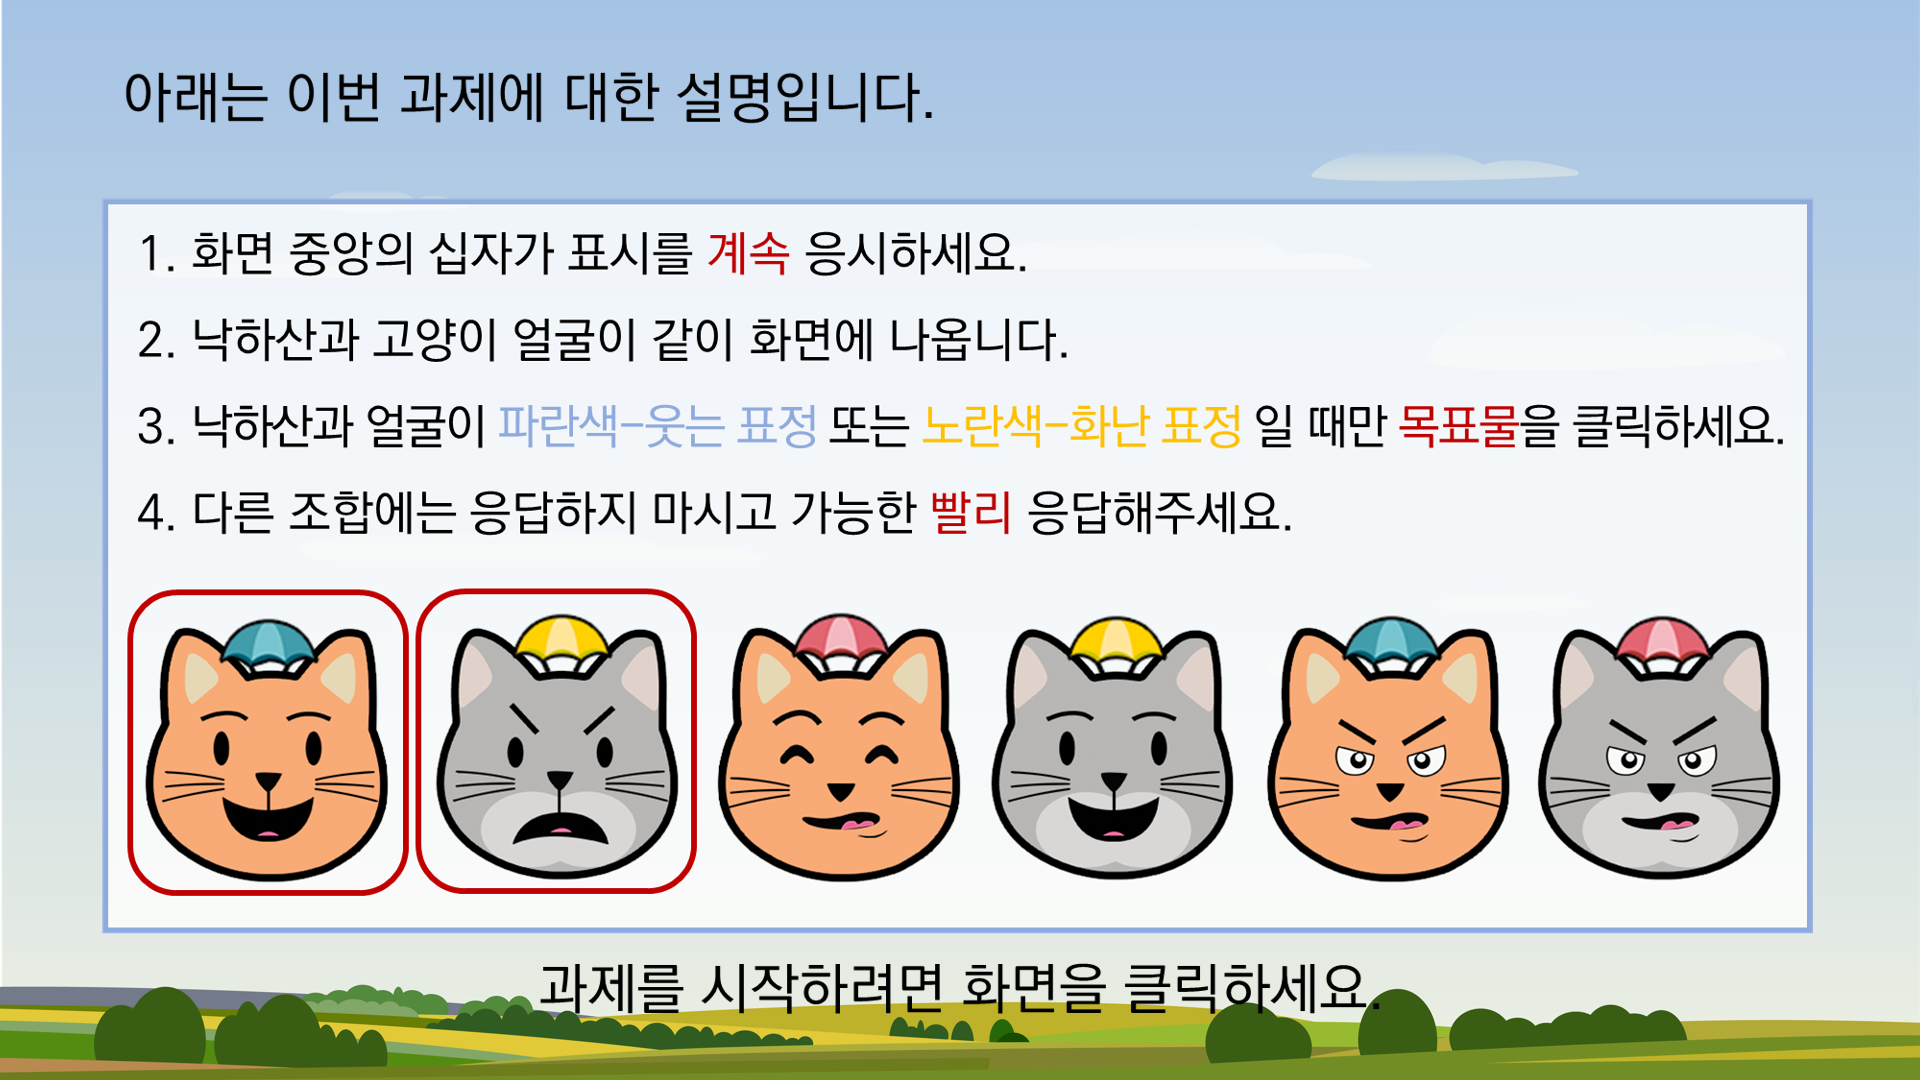 아래는 이번 과제에 대한 설명입니다.
1. 화면 중앙의 십자가 표시를 계속 응시하세요.
2. 낙하산과 고양이 얼굴이 같이 화면에 나옵니다.
3. 낙하산과 얼굴이 파란색-웃는 표정 또는 노란색-화난 표정 일 때만 목표물을 클릭하세요.
4. 다른 조합에는 응답하지 마시고 가능한 빨리 응답해주세요.
과제를 시작하려면 화면을 클릭하세요.